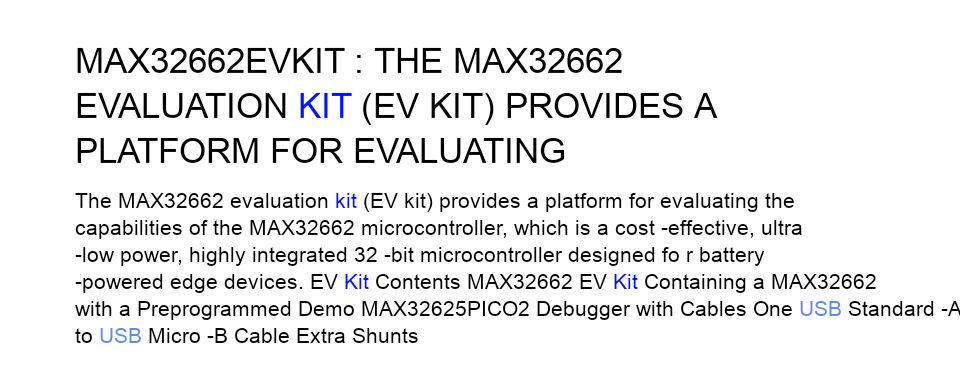 MAX32662EVKIT : THE MAX32662
EVALUATION KIT (EV KIT) PROVIDES A
PLATFORM FOR EVALUATING
The MAX32662 evaluation kit (EV kit) provides a platform for evaluating the
capabilities of the MAX32662 microcontroller, which is a cost -effective, ultra
-low power, highly integrated 32 -bit microcontroller designed fo r battery
-powered edge devices. EV Kit Contents MAX32662 EV Kit Containing a MAX32662
with a Preprogrammed Demo MAX32625PICO2 Debugger with Cables One USB Standard -A
to USB Micro -B Cable Extra Shunts